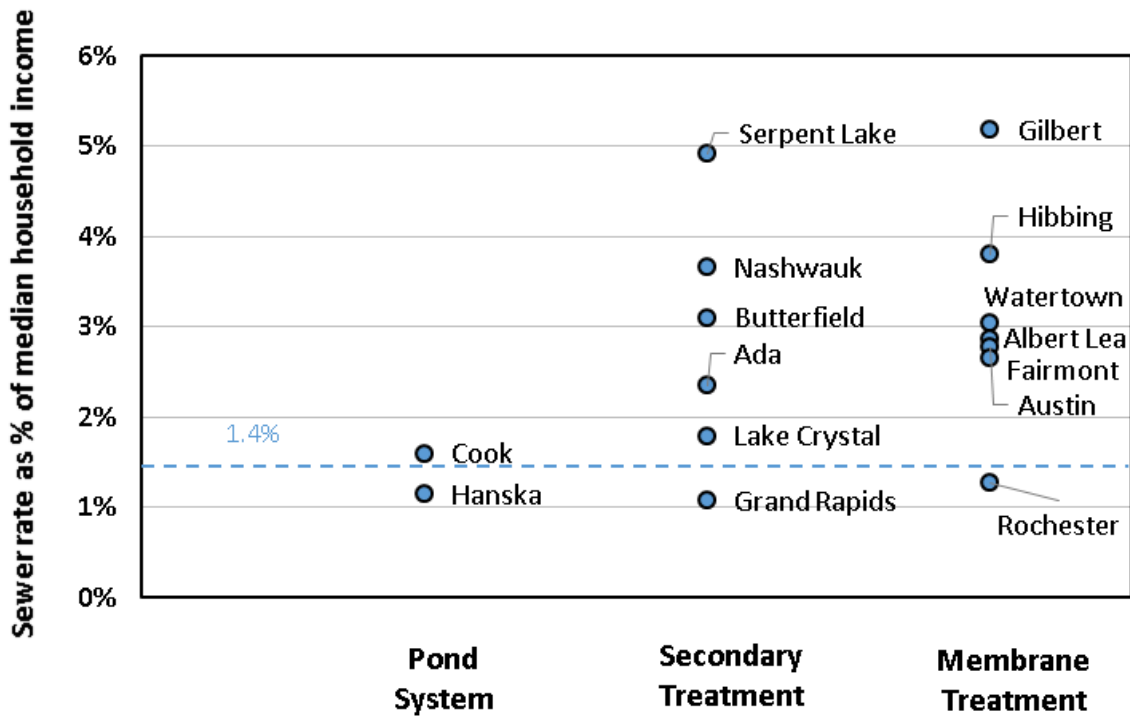 Sewer rate as % of median household income
6%
5%
4%
3%
2%
1%
0%
1.4%
Cook
Hanska
Serpent Lake
Nashwauk
Butterfield
Ada
Lake Crystal
Grand Rapids
Gilbert
Hibbing
Watertown
Albert Lea
Fairmont
Austin
Rochester
Pond
System
Secondary
Treatment
Membrane
Treatment